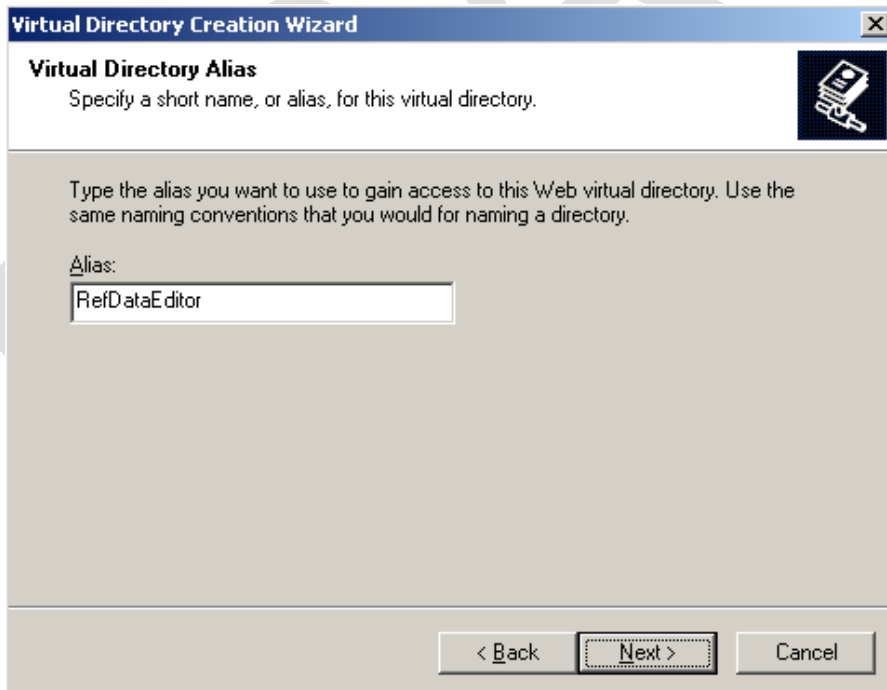 Virtual Directory Creation Wizard
Virtual Directory Alias
Specify a short name, or alias, for this virtual directory.
Type the alias you want to use to gain access to this Web virtual directory. Use the
same naming conventions that you would for naming a directory.
Alias:
RefDataEditor
< Back Next > Cancel